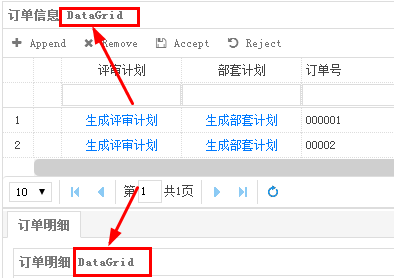 订单信息 DataGrid
Append Remove Accept Reject
评审计划 部套计划 订单号
1 生成评审计划 生成部套计划 000001
2 生成评审计划 生成部套计划 00002
10 第 1 共1页
订单明细
订单明细 DataGrid